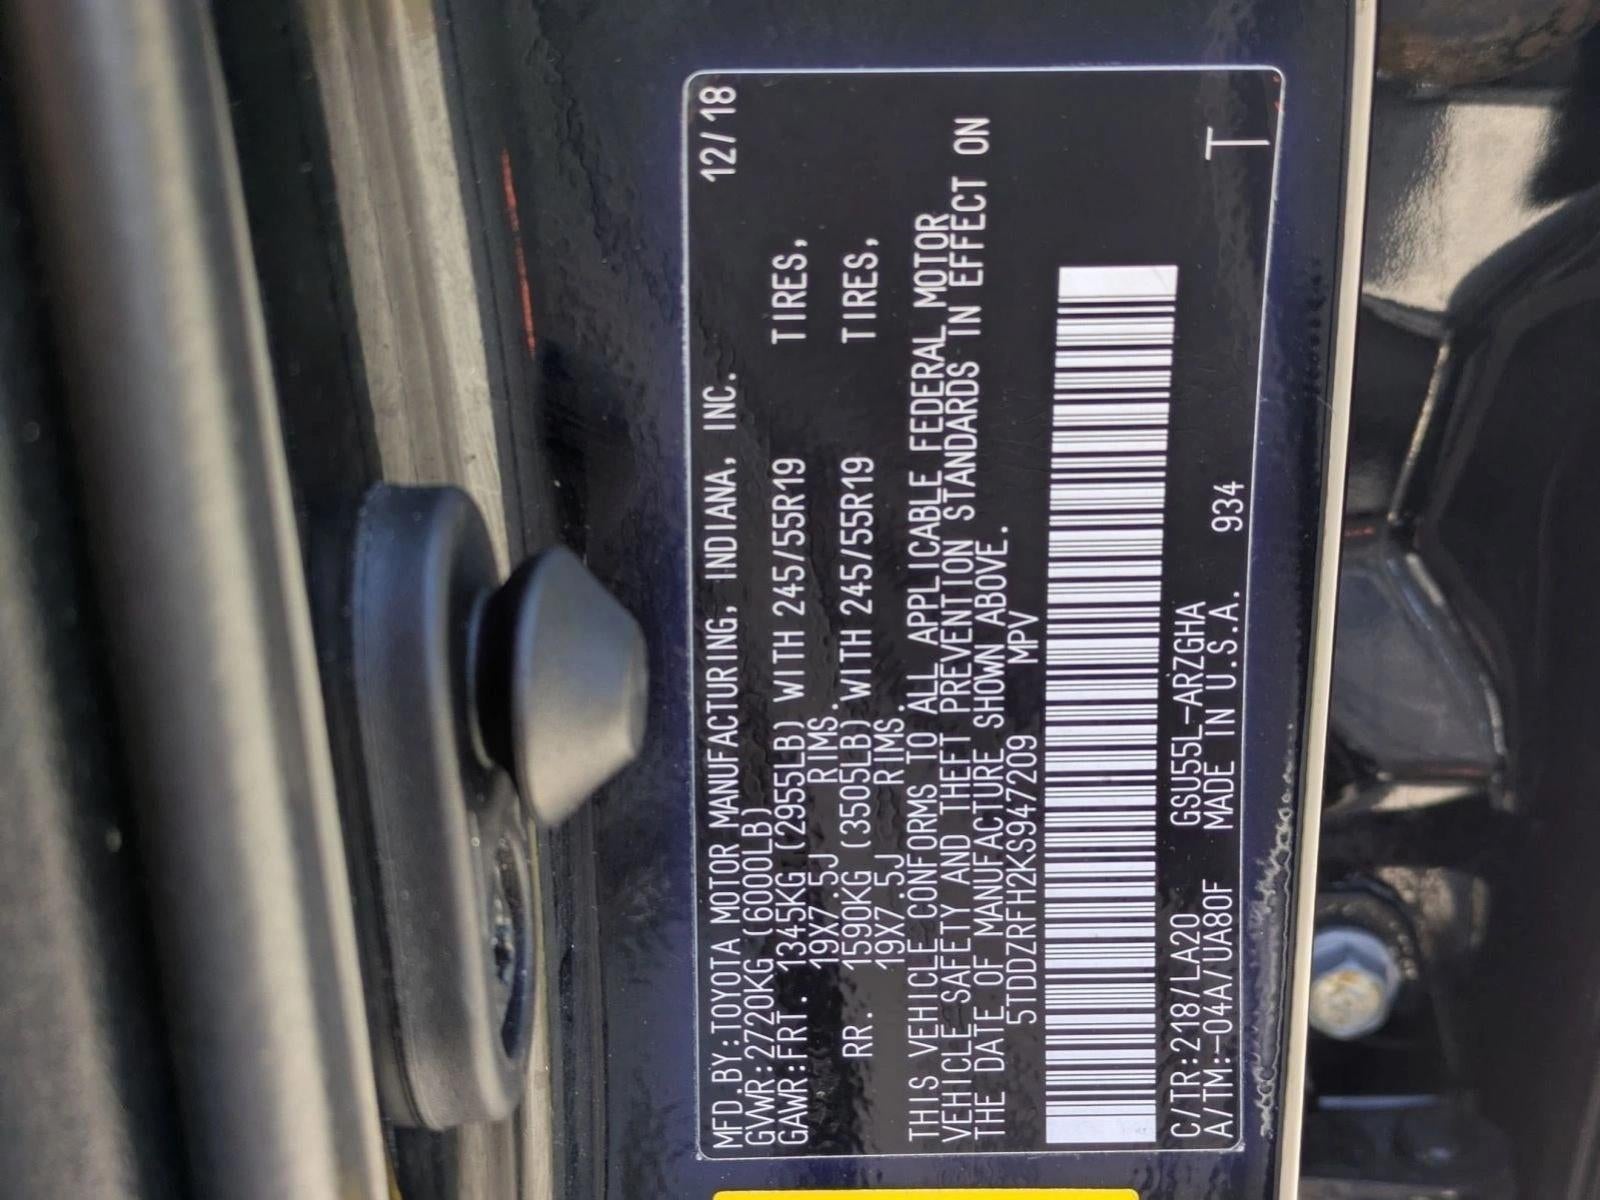 MFD.BY:TOYOTA MOTOR MANUFACTURING, INDIANA, INC. 12/18
GVWR:2720KG (6000LB)
GAWR:FRT. 1345KG (2955LB) WITH 245/55R19 TIRES,
19X7.5J RIMS.
RR. 1590KG (3505LB) WITH 245/55R19 TIRES,
19X7.5J RIMS.
THIS VEHICLE CONFORMS TO ALL APPLICABLE FEDERAL MOTOR
VEHICLE SAFETY AND THEFT PREVENTION STANDARDS IN EFFECT ON
THE DATE OF MANUFACTURE SHOWN ABOVE.
5TDDZRFH2KS947209 MPV
C/TR:218/LA20 GSU55L-ARZGHA
A/TM:-04A/UA80F MADE IN U.S.A. 934 T